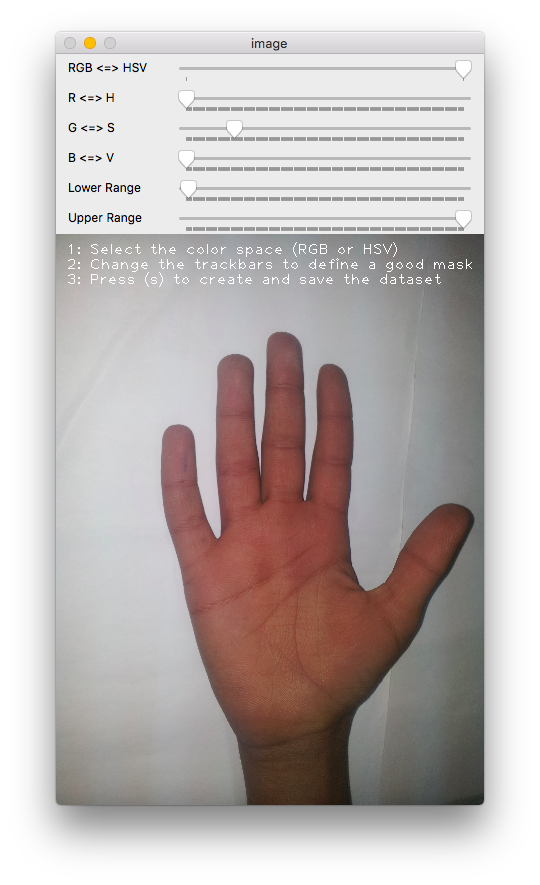 image
RGB <=> HSV
R <=> H
G <=> S
B <=> V
Lower Range
Upper Range
1: Select the color space (RGB or HSV)
2: Change the trackbars to define a good mask
3: Press (s) to create and save the dataset